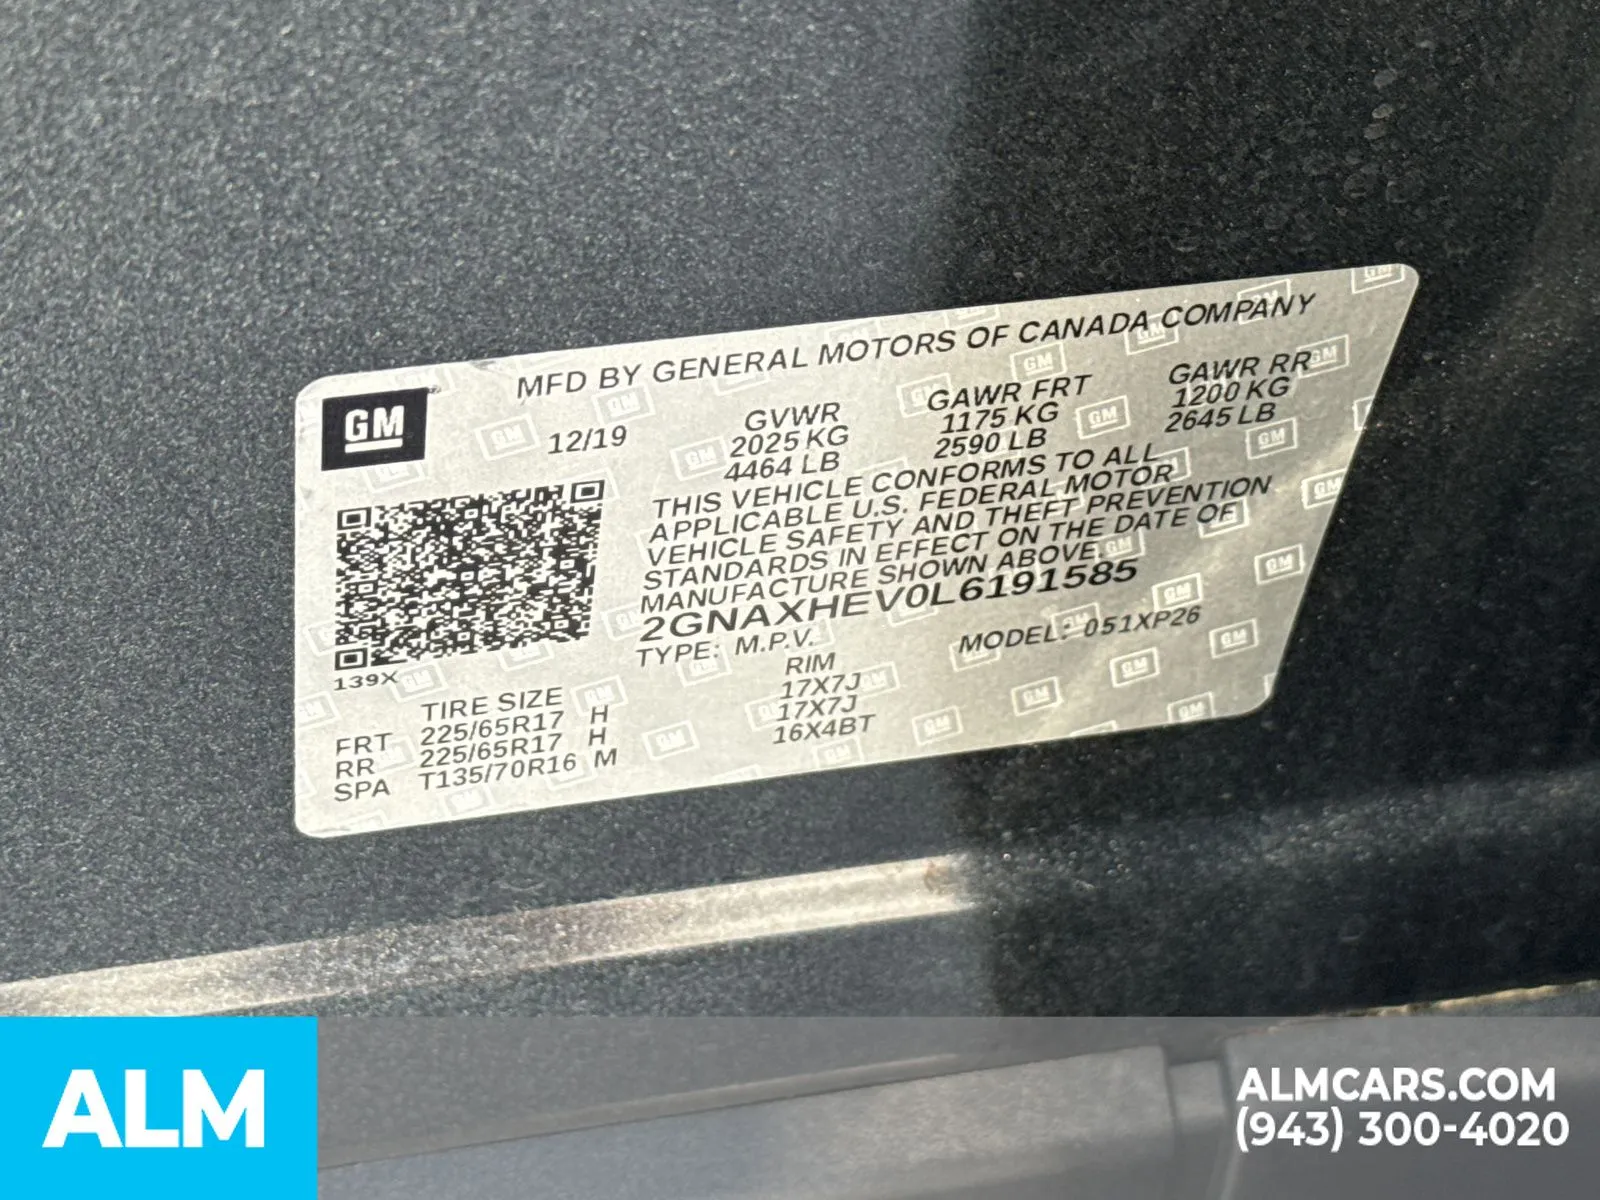 MFD BY GENERAL MOTORS OF CANADA COMPANY
GM
12/19
GVWR
2025 KG
4464 LB
GAWR FRT
1175 KG
2590 LB
GAWR RR
1200 KG
2645 LB
THIS VEHICLE CONFORMS TO ALL
APPLICABLE U.S. FEDERAL MOTOR
VEHICLE SAFETY AND THEFT PREVENTION
STANDARDS IN EFFECT ON THE DATE OF
MANUFACTURE SHOWN ABOVE.
2GNAXHEV0L6191585
TYPE: M.P.V. MODEL: 051XP26
139X
TIRE SIZE RIM
FRT 225/65R17 H 17X7J
RR 225/65R17 H 17X7J
SPA T135/70R16 M 16X4BT
ALM
ALMCARS.COM
(943) 300-4020